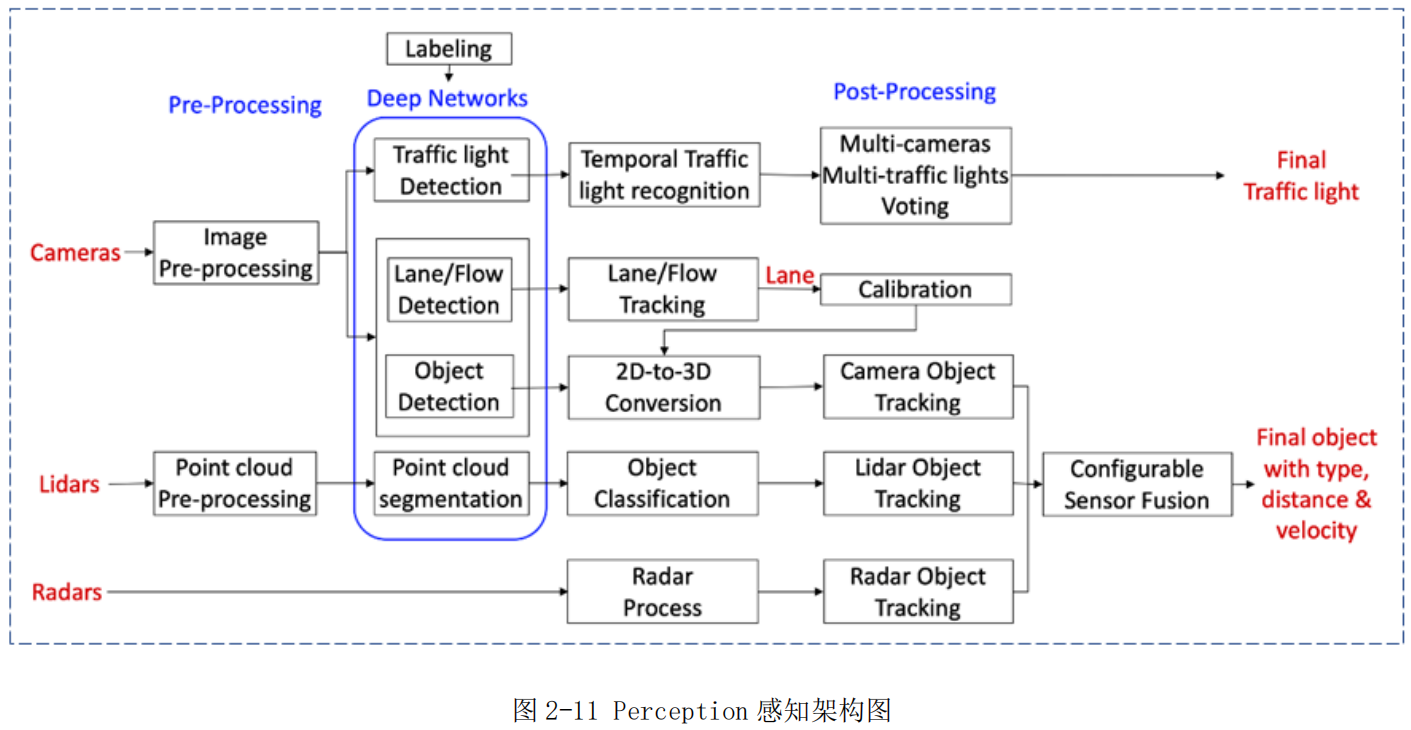 Labeling
Pre-Processing
Deep Networks
Post-Processing
Traffic light
Detection
Temporal Traffic
light recognition
Multi-cameras
Multi-traffic lights
Voting
Final
Traffic light
Cameras
Image
Pre-processing
Lane/Flow
Detection
Lane/Flow
Tracking
Lane
Calibration
Object
Detection
2D-to-3D
Conversion
Camera Object
Tracking
Lidars
Point cloud
Pre-processing
Point cloud
segmentation
Object
Classification
Lidar Object
Tracking
Configurable
Sensor Fusion
Final object
with type,
distance &
velocity
Radars
Radar
Process
Radar Object
Tracking
图 2-11 Perception 感知架构图